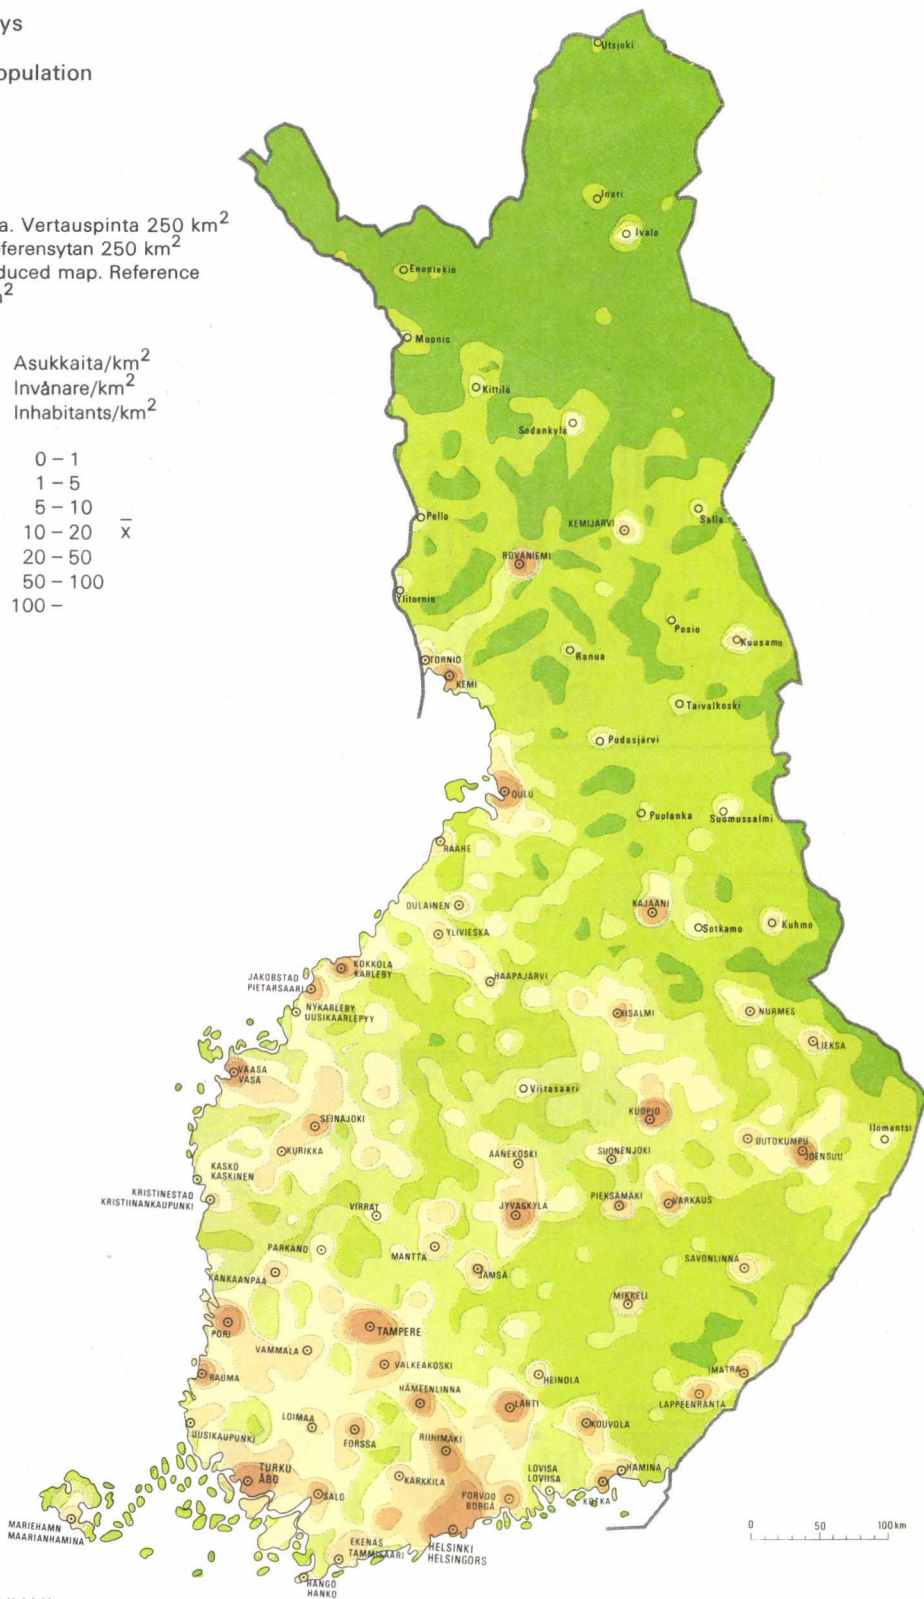 ys
opulation
a. Vertauspinta 250 km²
ferensytan 250 km²
duced map. Reference
m²
Asukkaita/km²
Invånare/km²
Inhabitants/km²
0 – 1
1 – 5
5 – 10
10 – 20 x̄
20 – 50
50 – 100
100 –
Utsjoki
Inari
Ivalo
Enontekiö
Muonio
Kittilä
Sodankylä
Pello
KEMIJÄRVI
Salla
ROVANIEMI
Ylitornio
Posio
Kuusamo
Ranua
TORNIO
KEMI
Taivalkoski
Pudasjärvi
OULU
Puolanka
Suomussalmi
RAAHE
OULAINEN
KAJAANI
Sotkamo
Kuhmo
YLIVIESKA
KOKKOLA
KARLEBY
HAAPAJÄRVI
JAKOBSTAD
PIETARSAARI
NYKARLEBY
UUSIKAARLEPYY
IISALMI
NURMES
LIEKSA
VAASA
VASA
Viitasaari
SEINÄJOKI
KUOPIO
Ilomantsi
KURIKKA
OUTOKUMPU
JOENSUU
ÄÄNEKOSKI
SUONENJOKI
KASKÖ
KASKINEN
KRISTINESTAD
KRISTIINANKAUPUNKI
VIRRAT
JYVÄSKYLÄ
PIEKSÄMÄKI
VARKAUS
PARKANO
MÄNTTÄ
SAVONLINNA
KANKAANPÄÄ
JÄMSÄ
MIKKELI
PORI
TAMPERE
VAMMALA
VALKEAKOSKI
RAUMA
HEINOLA
IMATRA
HÄMEENLINNA
LAHTI
LAPPEENRANTA
UUSIKAUPUNKI
LOIMAA
FORSSA
RIIHIMÄKI
KOUVOLA
TURKU
ÅBO
SALO
KARKKILA
PORVOO
BORGÅ
LOVISA
LOVIISA
HAMINA
KOTKA
MARIEHAMN
MAARIANHAMINA
EKENÄS
TAMMISAARI
HELSINKI
HELSINGFORS
HANGÖ
HANKO
0 50 100 km